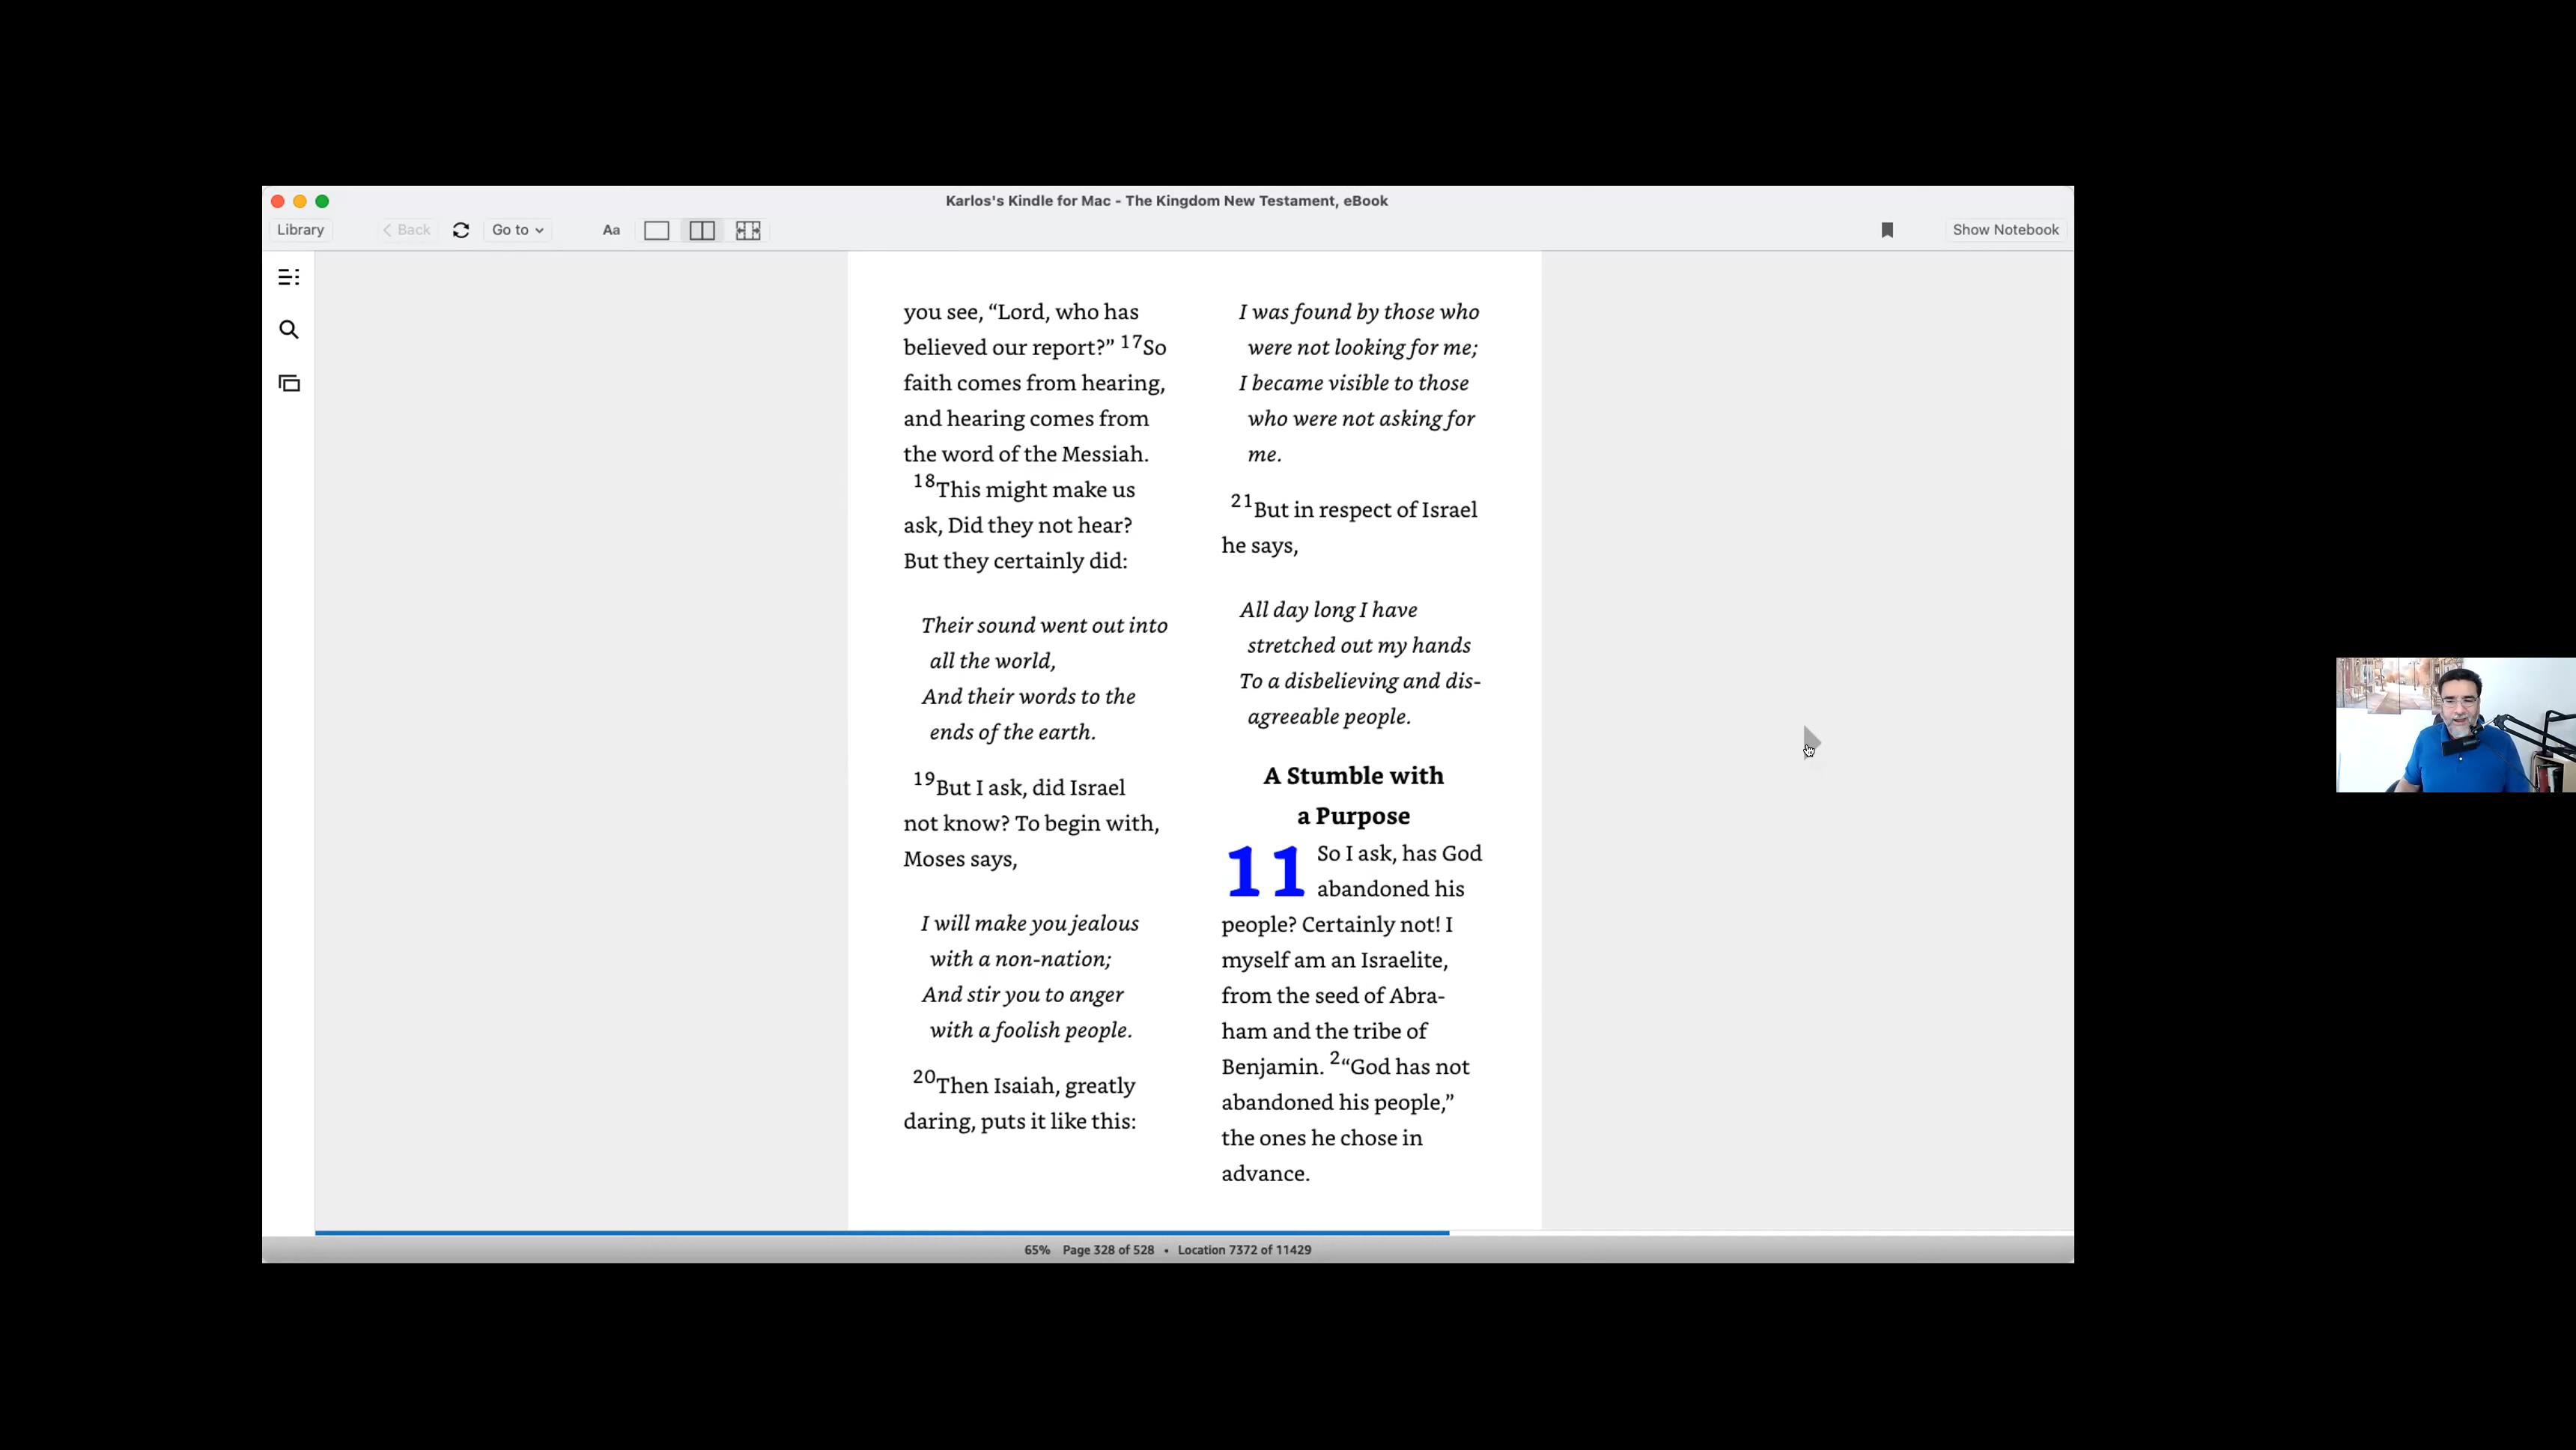 Karlos's Kindle for Mac - The Kingdom New Testament, eBook
Library
Back
Go to
Aa
Show Notebook
you see, “Lord, who has
believed our report?” 17So
faith comes from hearing,
and hearing comes from
the word of the Messiah.
18This might make us
ask, Did they not hear?
But they certainly did:
Their sound went out into
all the world,
And their words to the
ends of the earth.
19But I ask, did Israel
not know? To begin with,
Moses says,
I will make you jealous
with a non-nation;
And stir you to anger
with a foolish people.
20Then Isaiah, greatly
daring, puts it like this:
I was found by those who
were not looking for me;
I became visible to those
who were not asking for
me.
21But in respect of Israel
he says,
All day long I have
stretched out my hands
To a disbelieving and dis-
agreeable people.
A Stumble with
a Purpose
11 So I ask, has God
abandoned his
people? Certainly not! I
myself am an Israelite,
from the seed of Abra-
ham and the tribe of
Benjamin. 2“God has not
abandoned his people,”
the ones he chose in
advance.
65% Page 328 of 528 • Location 7372 of 11429